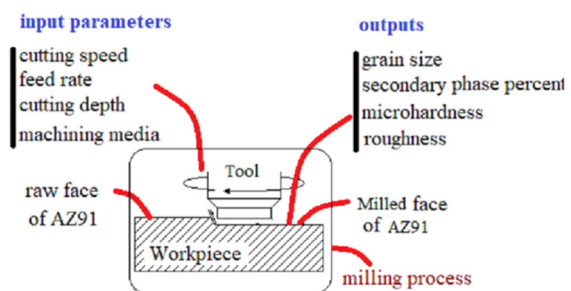 input parameters
cutting speed
feed rate
cutting depth
machining media
outputs
grain size
secondary phase percent
microhardness
roughness
Tool
raw face
of AZ91
Milled face
of AZ91
Workpiece
milling process